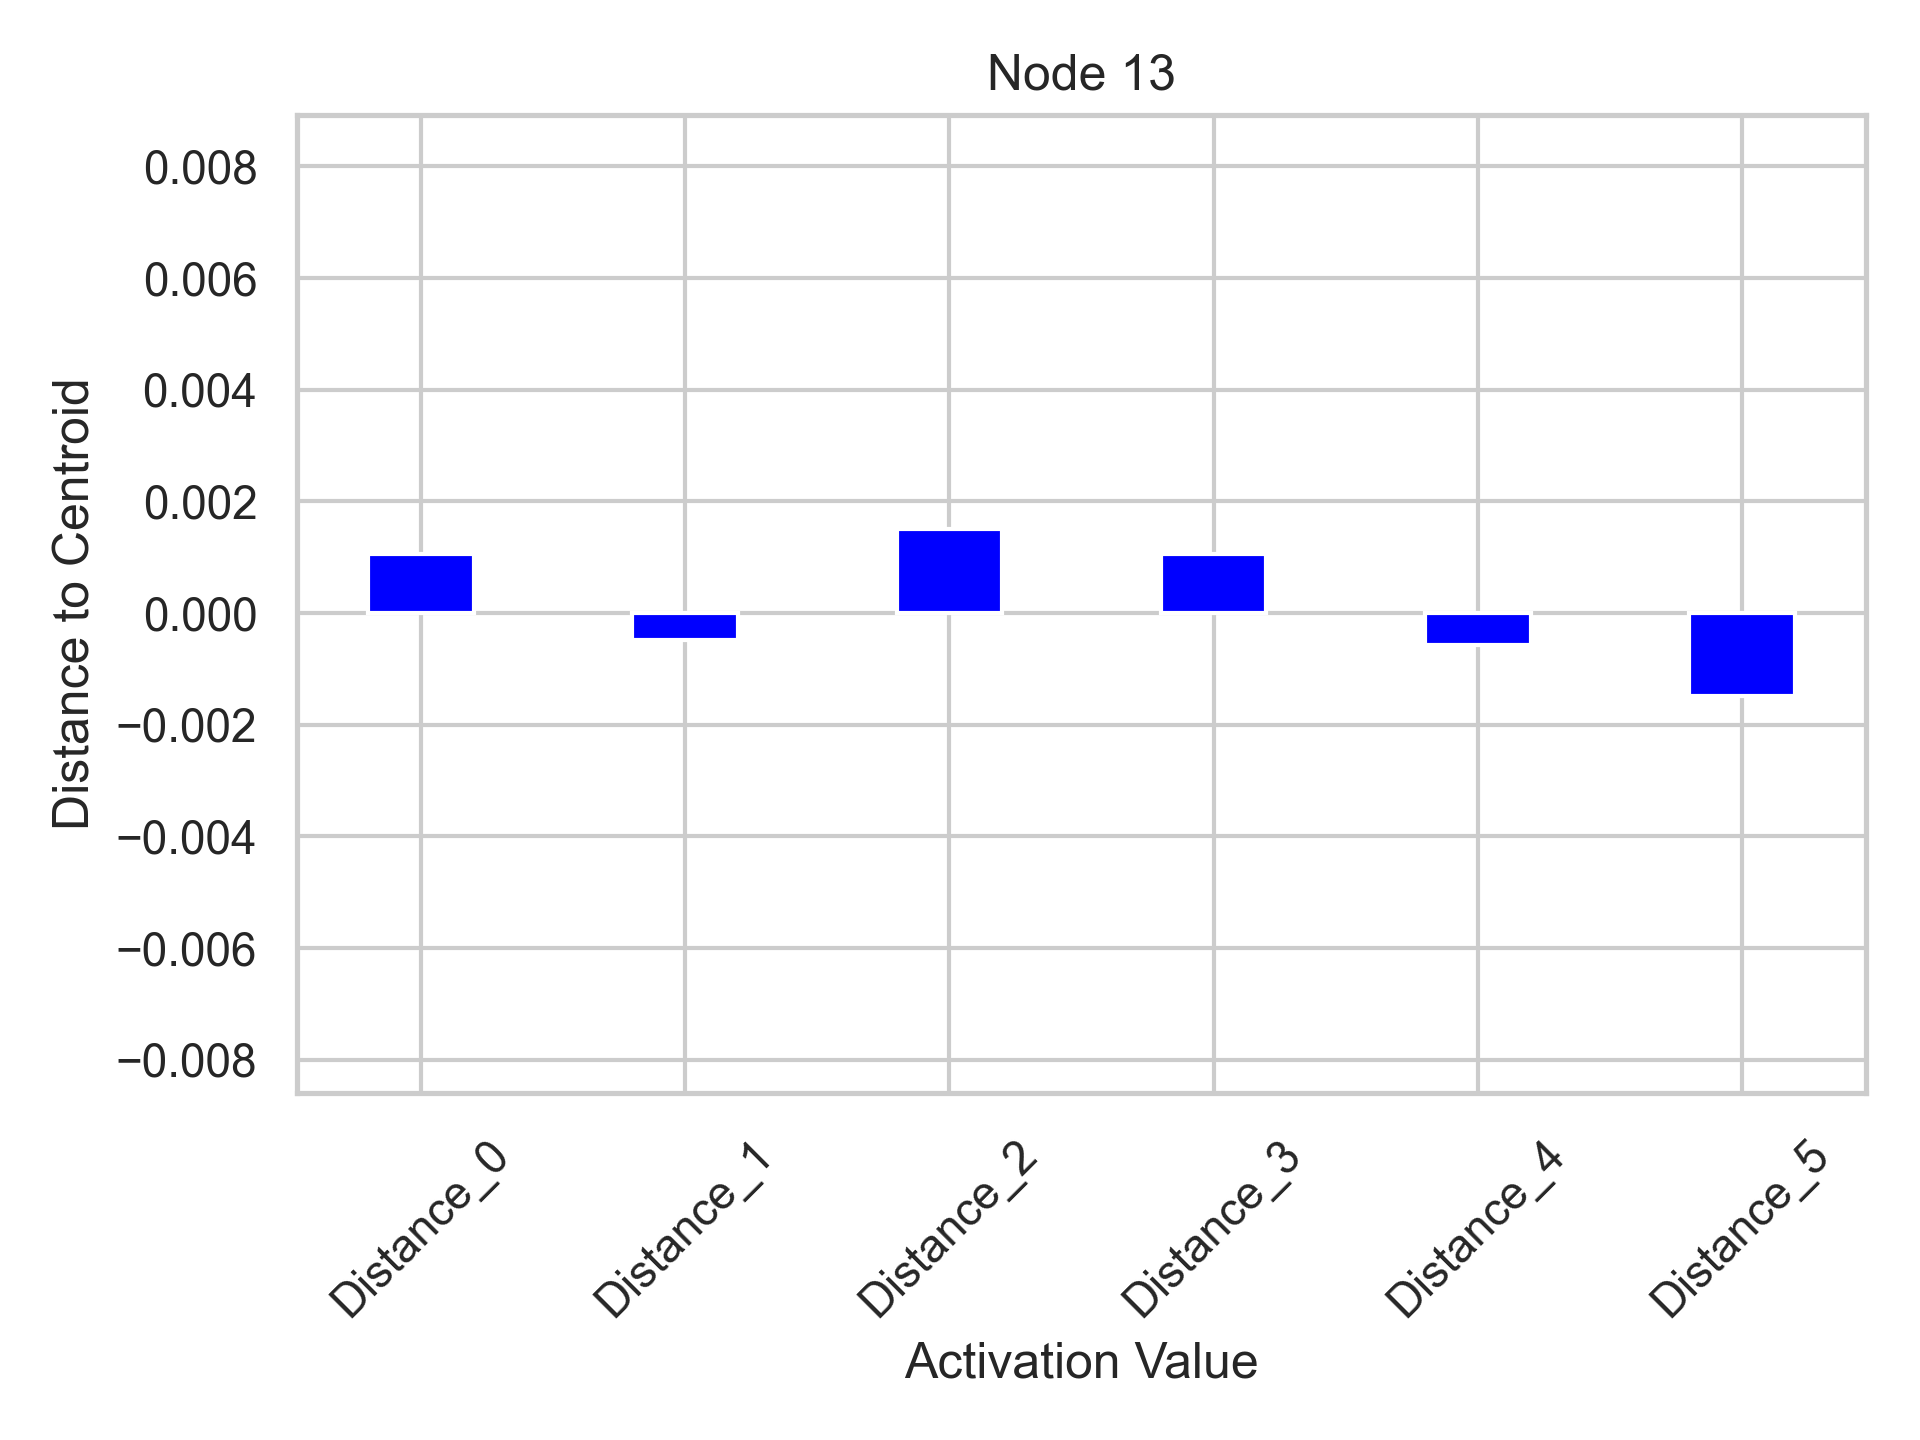 Node 13
0.008
0.006
0.004
0.002
0.000
−0.002
−0.004
−0.006
−0.008
Distance to Centroid
Distance_0
Distance_1
Distance_2
Distance_3
Distance_4
Distance_5
Activation Value